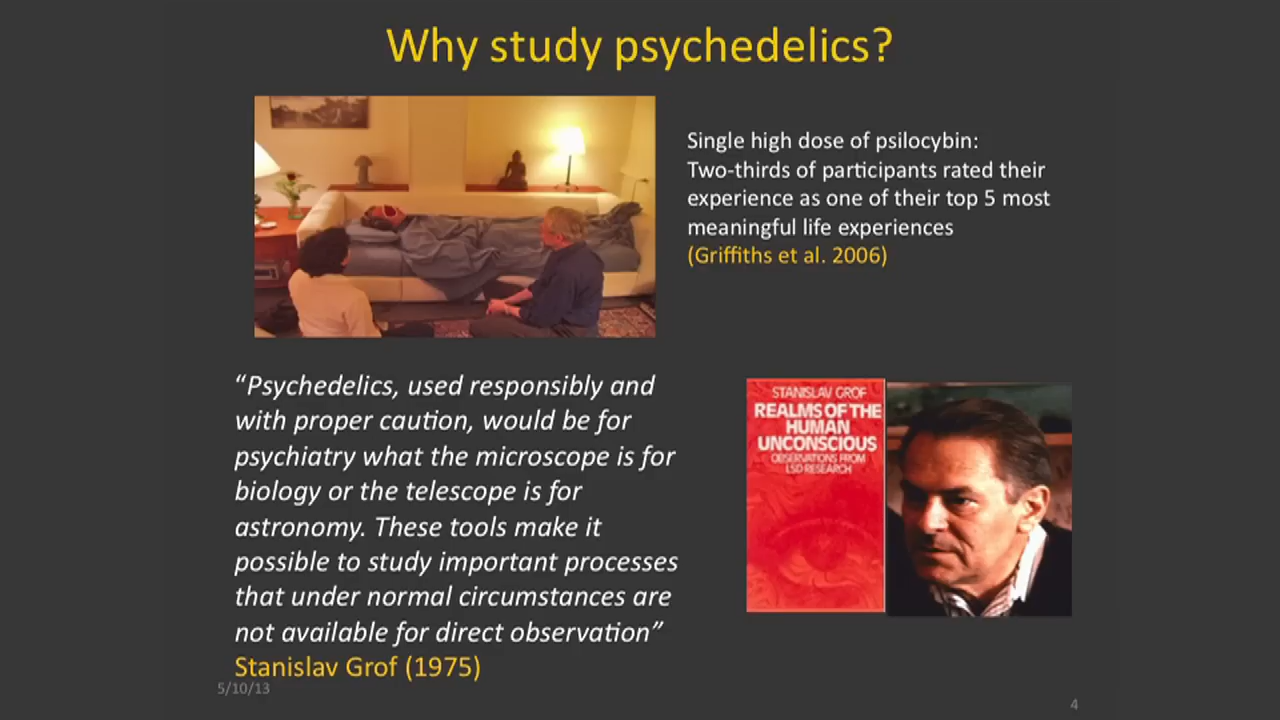 Why study psychedelics?
Single high dose of psilocybin:
Two-thirds of participants rated their
experience as one of their top 5 most
meaningful life experiences
(Griffiths et al. 2006)
“Psychedelics, used responsibly and
with proper caution, would be for
psychiatry what the microscope is for
biology or the telescope is for
astronomy. These tools make it
possible to study important processes
that under normal circumstances are
not available for direct observation”
Stanislav Grof (1975)
STANISLAV GROF
REALMS OF THE
HUMAN
UNCONSCIOUS
OBSERVATIONS FROM
LSD RESEARCH
5/10/13
4